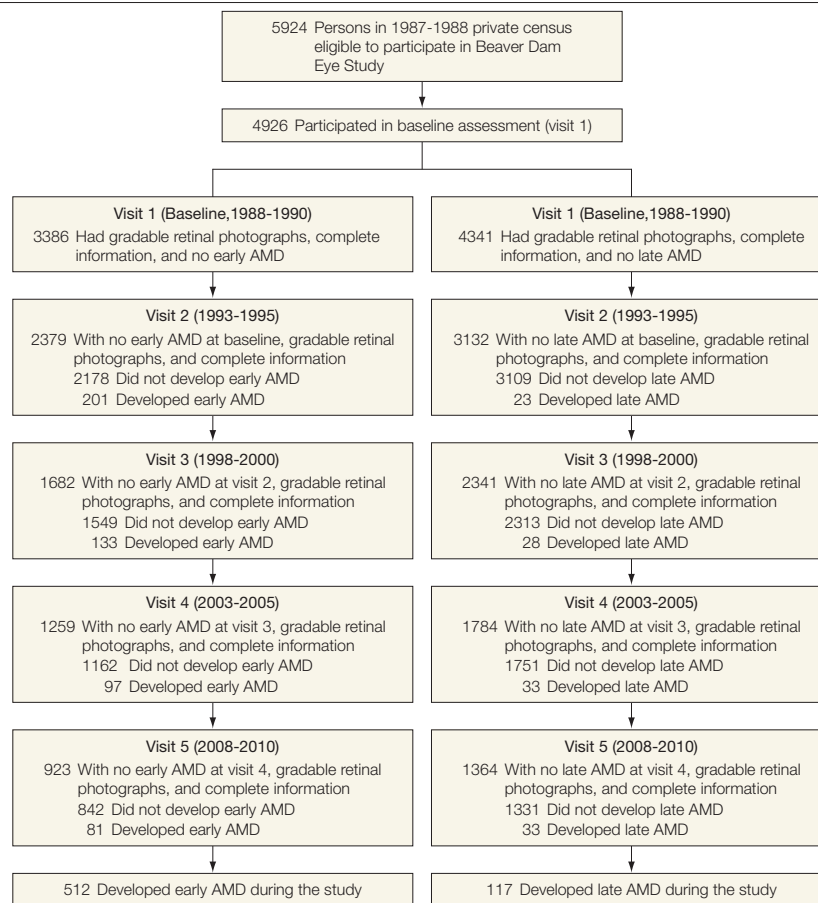 5924 Persons in 1987-1988 private census
eligible to participate in Beaver Dam
Eye Study
4926 Participated in baseline assessment (visit 1)
Visit 1 (Baseline,1988-1990)
3386 Had gradable retinal photographs, complete
information, and no early AMD
Visit 2 (1993-1995)
2379 With no early AMD at baseline, gradable retinal
photographs, and complete information
2178 Did not develop early AMD
201 Developed early AMD
Visit 3 (1998-2000)
1682 With no early AMD at visit 2, gradable retinal
photographs, and complete information
1549 Did not develop early AMD
133 Developed early AMD
Visit 4 (2003-2005)
1259 With no early AMD at visit 3, gradable retinal
photographs, and complete information
1162 Did not develop early AMD
97 Developed early AMD
Visit 5 (2008-2010)
923 With no early AMD at visit 4, gradable retinal
photographs, and complete information
842 Did not develop early AMD
81 Developed early AMD
512 Developed early AMD during the study
Visit 1 (Baseline,1988-1990)
4341 Had gradable retinal photographs, complete
information, and no late AMD
Visit 2 (1993-1995)
3132 With no late AMD at baseline, gradable retinal
photographs, and complete information
3109 Did not develop late AMD
23 Developed late AMD
Visit 3 (1998-2000)
2341 With no late AMD at visit 2, gradable retinal
photographs, and complete information
2313 Did not develop late AMD
28 Developed late AMD
Visit 4 (2003-2005)
1784 With no late AMD at visit 3, gradable retinal
photographs, and complete information
1751 Did not develop late AMD
33 Developed late AMD
Visit 5 (2008-2010)
1364 With no late AMD at visit 4, gradable retinal
photographs, and complete information
1331 Did not develop late AMD
33 Developed late AMD
117 Developed late AMD during the study